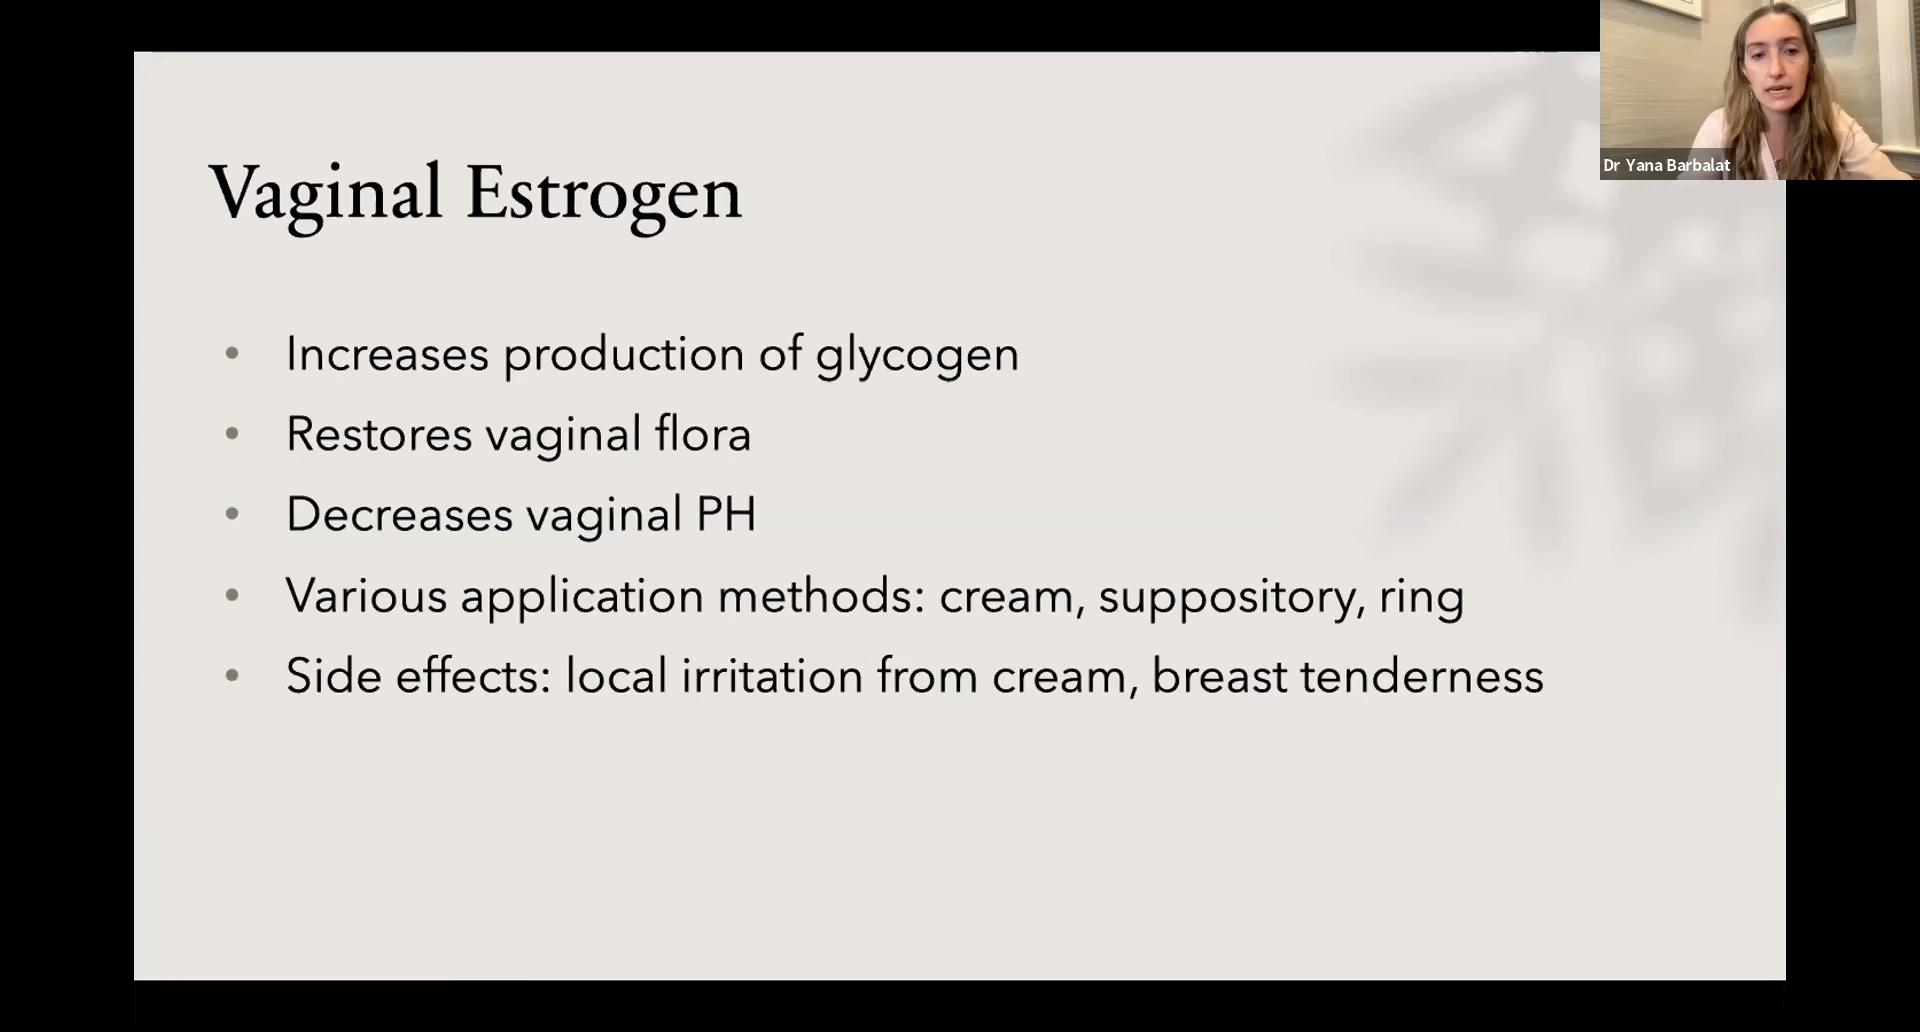 Vaginal Estrogen
Increases production of glycogen
Restores vaginal flora
Decreases vaginal PH
Various application methods: cream, suppository, ring
Side effects: local irritation from cream, breast tenderness
Dr Yana Barbalat